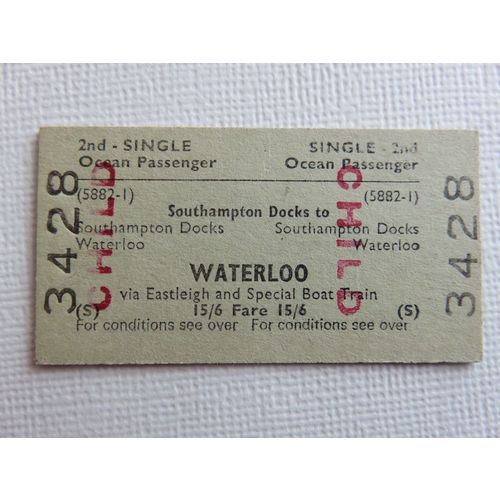 2nd - SINGLE SINGLE - 2nd
Ocean Passenger Ocean Passenger
(5882-1) (5882-1)
Southampton Docks to
Southampton Docks Southampton Docks
Waterloo Waterloo
WATERLOO
via Eastleigh and Special Boat Train
(S) 15/6 Fare 15/6 (S)
For conditions see over For conditions see over
3428
CHILD
CHILD
3428